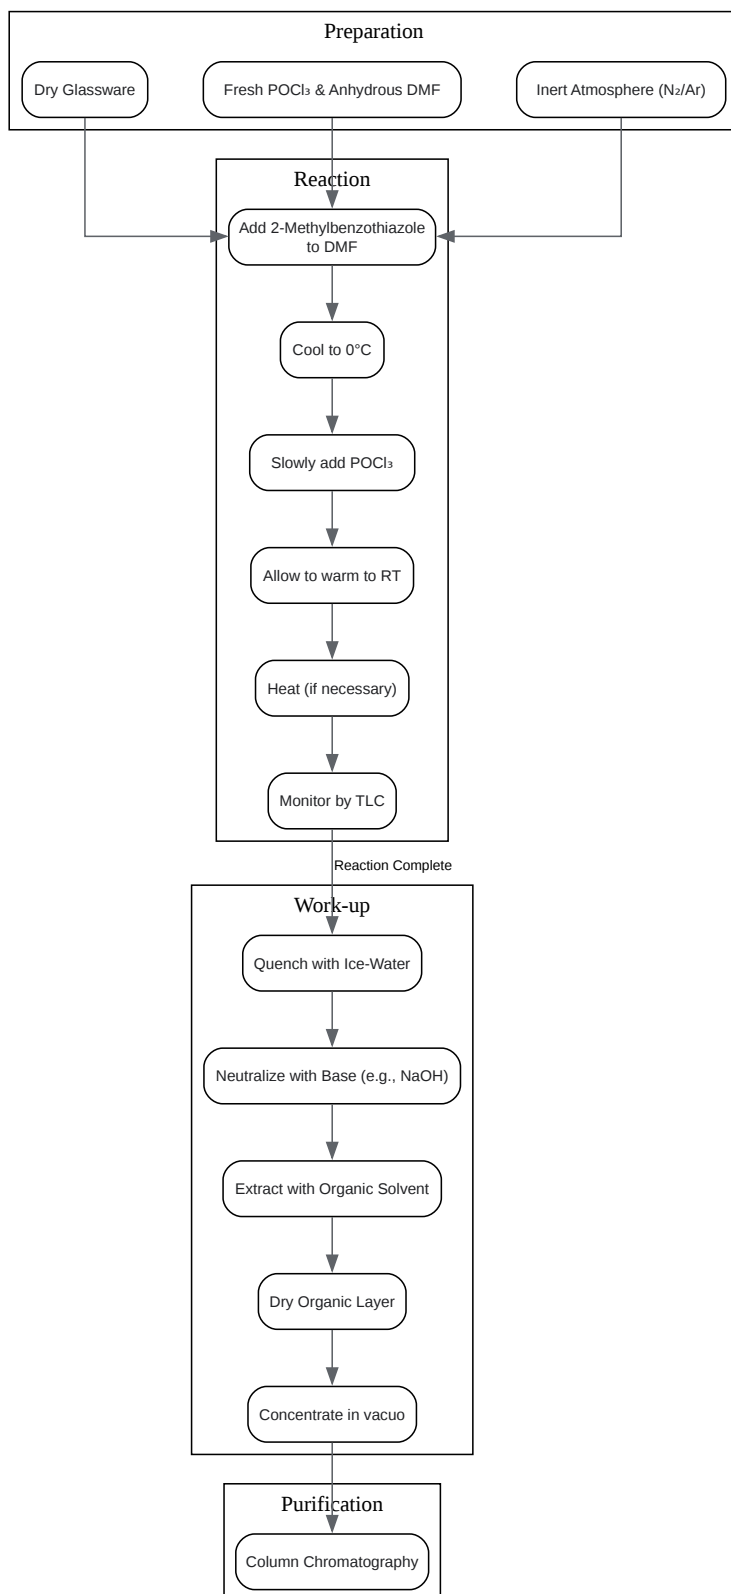 Preparation
Dry Glassware
Fresh POCl₃ & Anhydrous DMF
Inert Atmosphere (N₂/Ar)
Reaction
Add 2-Methylbenzothiazole
to DMF
Cool to 0°C
Slowly add POCl₃
Allow to warm to RT
Heat (if necessary)
Monitor by TLC
Reaction Complete
Work-up
Quench with Ice-Water
Neutralize with Base (e.g., NaOH)
Extract with Organic Solvent
Dry Organic Layer
Concentrate in vacuo
Purification
Column Chromatography